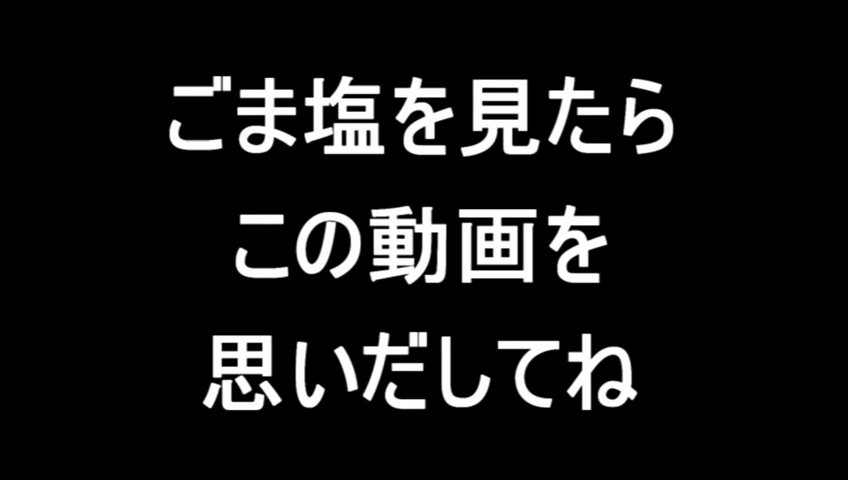 ごま塩を見たら
この動画を
思いだしてね